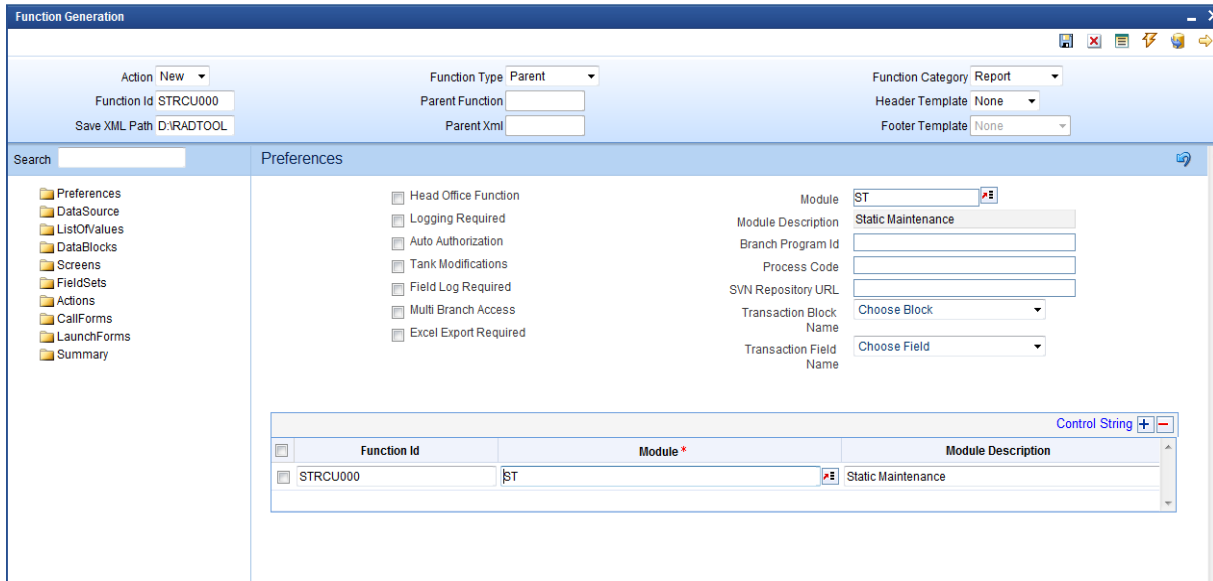 Function Generation
Action New Function Type Parent Function Category Report
Function Id STRCU000 Parent Function Header Template None
Save XML Path D:\RADTOOL Parent Xml Footer Template None
Search Preferences
Preferences
DataSource
ListOfValues
DataBlocks
Screens
FieldSets
Actions
CallForms
LaunchForms
Summary
Head Office Function
Logging Required
Auto Authorization
Tank Modifications
Field Log Required
Multi Branch Access
Excel Export Required
Module ST
Module Description Static Maintenance
Branch Program Id
Process Code
SVN Repository URL
Transaction Block Choose Block
Name
Transaction Field Choose Field
Name
Control String
Function Id Module * Module Description
STRCU000 ST Static Maintenance